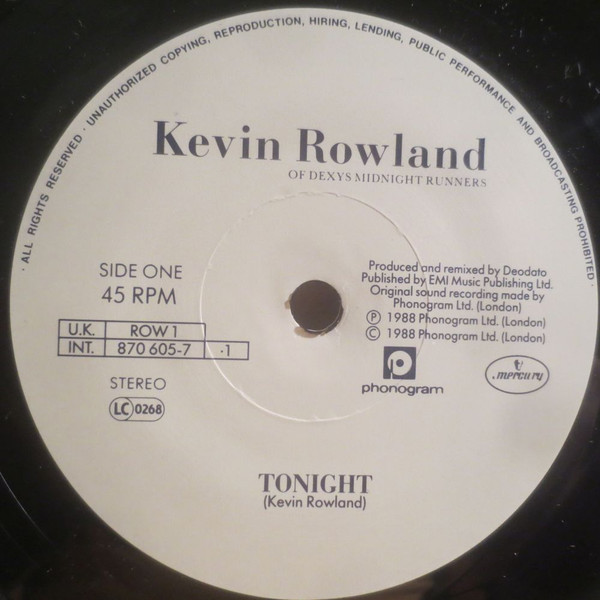 · ALL RIGHTS RESERVED · UNAUTHORIZED COPYING, REPRODUCTION, HIRING, LENDING, PUBLIC PERFORMANCE AND BROADCASTING PROHIBITED ·
Kevin Rowland
OF DEXYS MIDNIGHT RUNNERS
SIDE ONE
45 RPM
U.K. ROW 1
INT. 870 605-7 ·1
STEREO
LC 0268
Produced and remixed by Deodato
Published by EMI Music Publishing Ltd.
Original sound recording made by
Phonogram Ltd. (London)
Ⓟ 1988 Phonogram Ltd. (London)
© 1988 Phonogram Ltd. (London)
phonogram
mercury
TONIGHT
(Kevin Rowland)